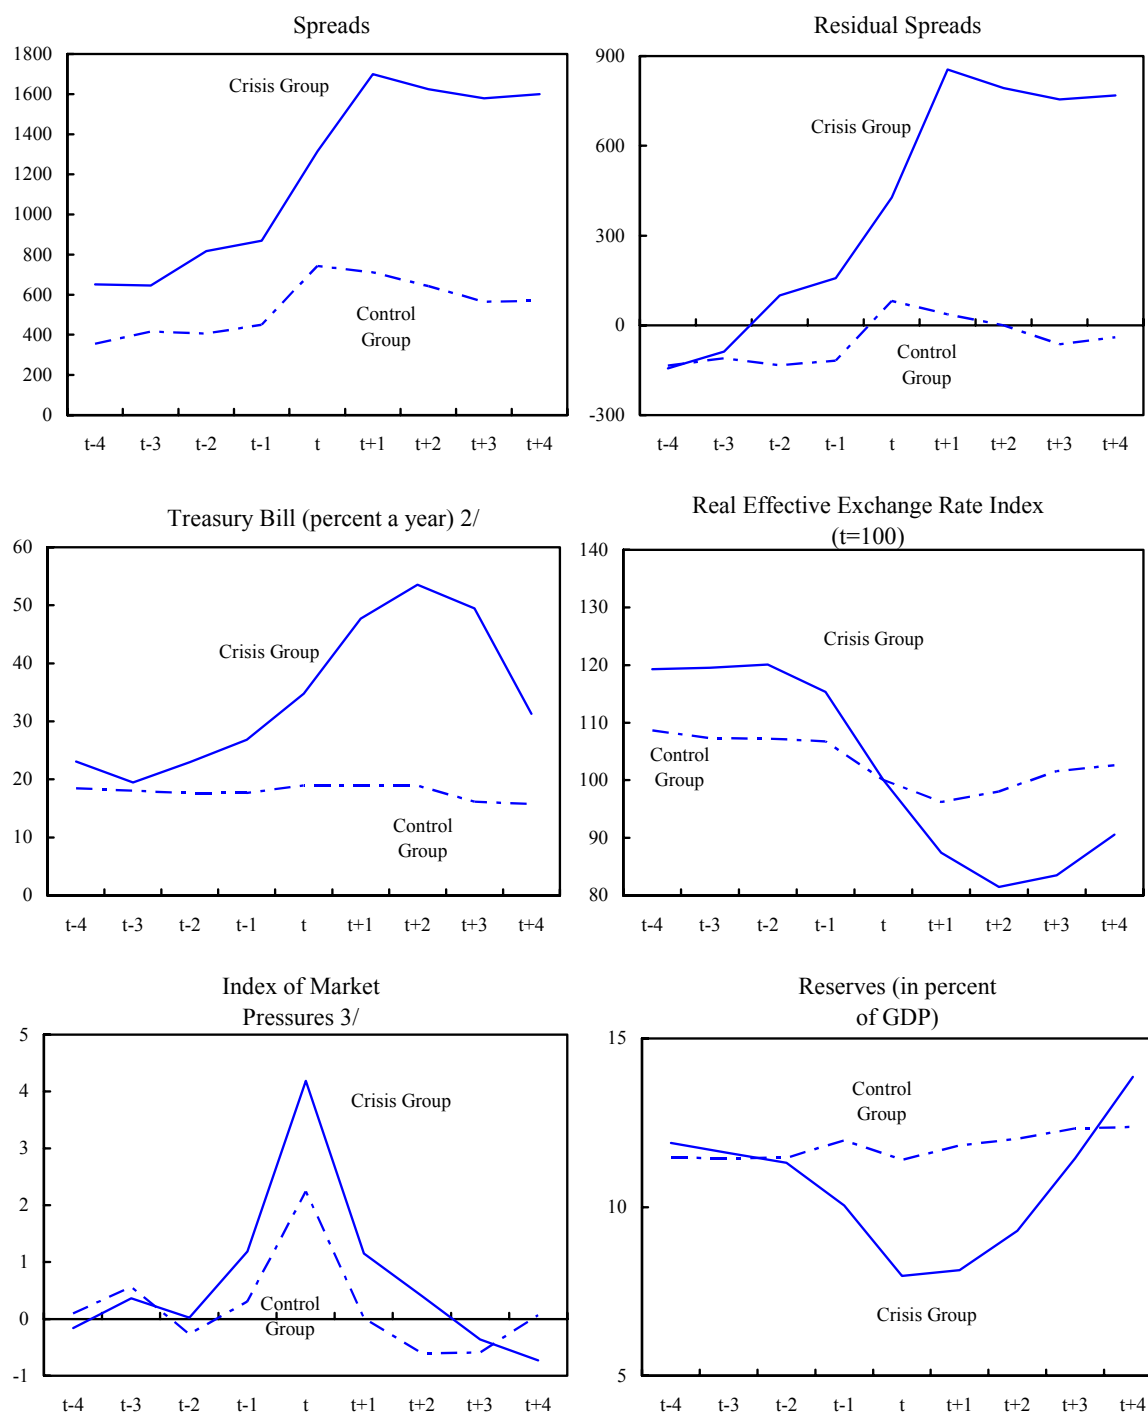 Spreads
1800
1600
1400
1200
1000
800
600
400
200
0
Crisis Group
Control
Group
t-4 t-3 t-2 t-1 t t+1 t+2 t+3 t+4
Residual Spreads
900
600
300
0
-300
Crisis Group
Control
Group
t-4 t-3 t-2 t-1 t t+1 t+2 t+3 t+4
Treasury Bill (percent a year) 2/
60
50
40
30
20
10
0
Crisis Group
Control
Group
t-4 t-3 t-2 t-1 t t+1 t+2 t+3 t+4
Real Effective Exchange Rate Index
(t=100)
140
130
120
110
100
90
80
Crisis Group
Control
Group
t-4 t-3 t-2 t-1 t t+1 t+2 t+3 t+4
Index of Market
Pressures 3/
5
4
3
2
1
0
-1
Crisis Group
Control
Group
t-4 t-3 t-2 t-1 t t+1 t+2 t+3 t+4
Reserves (in percent
of GDP)
15
10
5
Control
Group
Crisis Group
t-4 t-3 t-2 t-1 t t+1 t+2 t+3 t+4